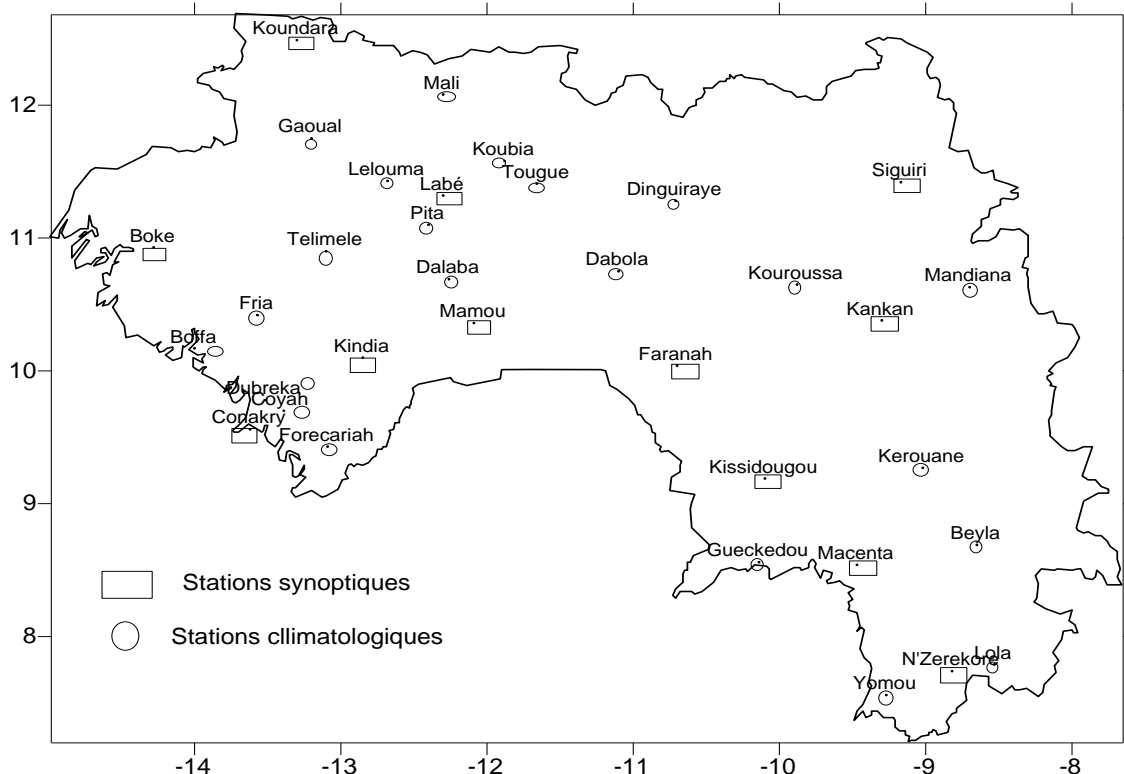 Koundara
Mali
12
Gaoual
Koubia
Lelouma
Tougue
Siguiri
Labé
Dinguiraye
Pita
11
Boke
Telimele
Dabola
Dalaba
Kouroussa
Mandiana
Fria
Mamou
Kankan
Boffa
Kindia
Faranah
10
Dubreka
Coyah
Conakry
Forecariah
Kerouane
Kissidougou
9
Beyla
Gueckedou
Macenta
Stations synoptiques
8
Stations cllimatologiques
N'Zerekore
Lola
Yomou
-14
-13
-12
-11
-10
-9
-8